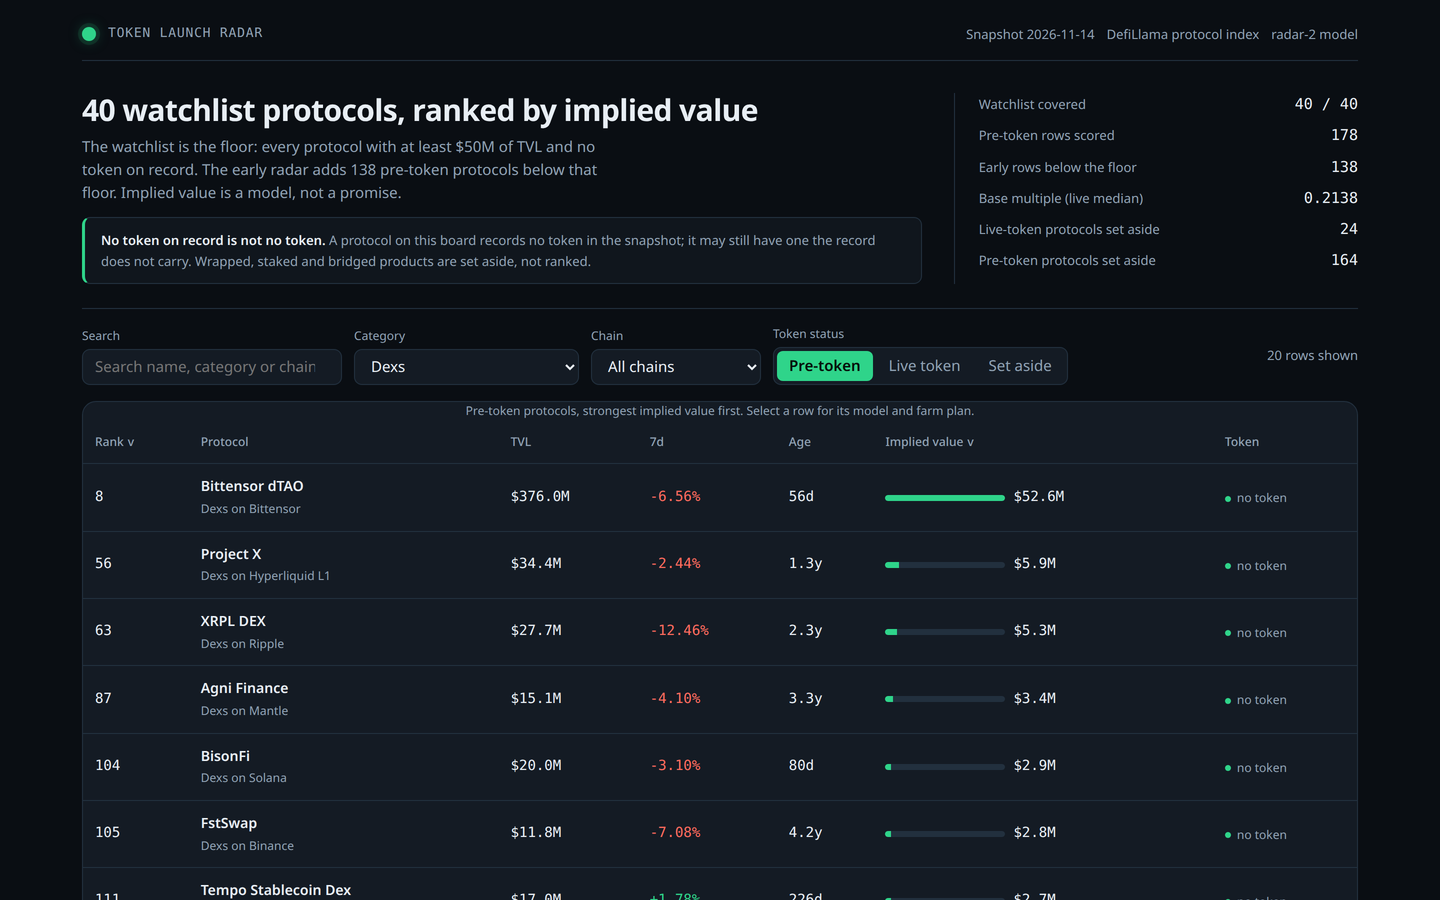 TOKEN LAUNCH RADAR
Snapshot 2026-11-14 DefiLlama protocol index radar-2 model
40 watchlist protocols, ranked by implied value
The watchlist is the floor: every protocol with at least $50M of TVL and no
token on record. The early radar adds 138 pre-token protocols below that
floor. Implied value is a model, not a promise.
No token on record is not no token. A protocol on this board records no token in the snapshot; it may still have one the record
does not carry. Wrapped, staked and bridged products are set aside, not ranked.
Watchlist covered 40 / 40
Pre-token rows scored 178
Early rows below the floor 138
Base multiple (live median) 0.2138
Live-token protocols set aside 24
Pre-token protocols set aside 164
Search
Search name, category or chain
Category
Dexs
Chain
All chains
Token status
Pre-token Live token Set aside
20 rows shown
Pre-token protocols, strongest implied value first. Select a row for its model and farm plan.
Rank v Protocol TVL 7d Age Implied value v Token
8 Bittensor dTAO $376.0M -6.56% 56d $52.6M no token
Dexs on Bittensor
56 Project X $34.4M -2.44% 1.3y $5.9M no token
Dexs on Hyperliquid L1
63 XRPL DEX $27.7M -12.46% 2.3y $5.3M no token
Dexs on Ripple
87 Agni Finance $15.1M -4.10% 3.3y $3.4M no token
Dexs on Mantle
104 BisonFi $20.0M -3.10% 80d $2.9M no token
Dexs on Solana
105 FstSwap $11.8M -7.08% 4.2y $2.8M no token
Dexs on Binance
111 Tempo Stablecoin Dex $17.0M +1.78% 226d $2.7M